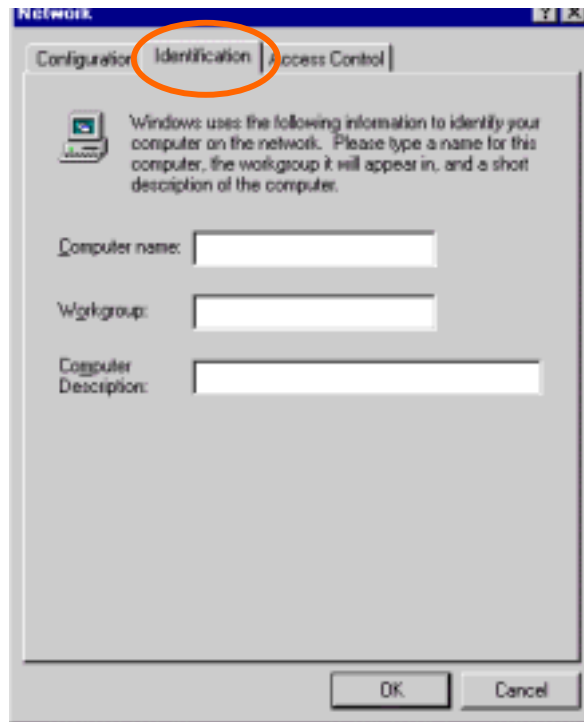 Network
Configuration Identification Access Control
Windows uses the following information to identify your
computer on the network. Please type a name for this
computer, the workgroup it will appear in, and a short
description of the computer.
Computer name:
Workgroup:
Computer
Description:
OK Cancel